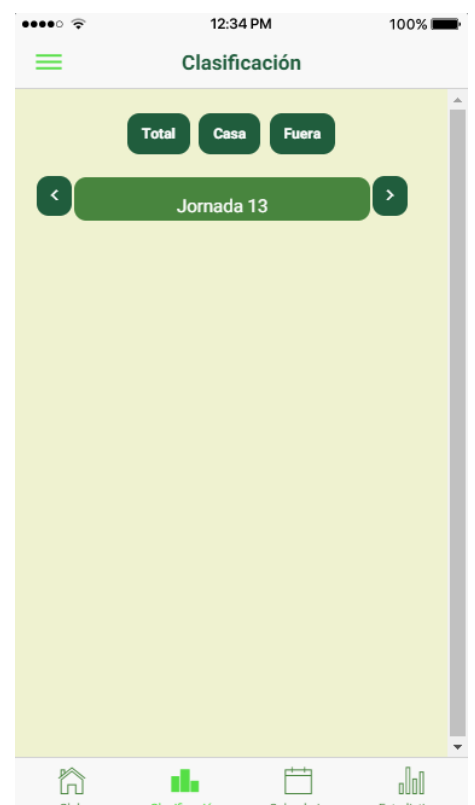 12:34 PM
100%
Clasificación
Total Casa Fuera
< Jornada 13 >